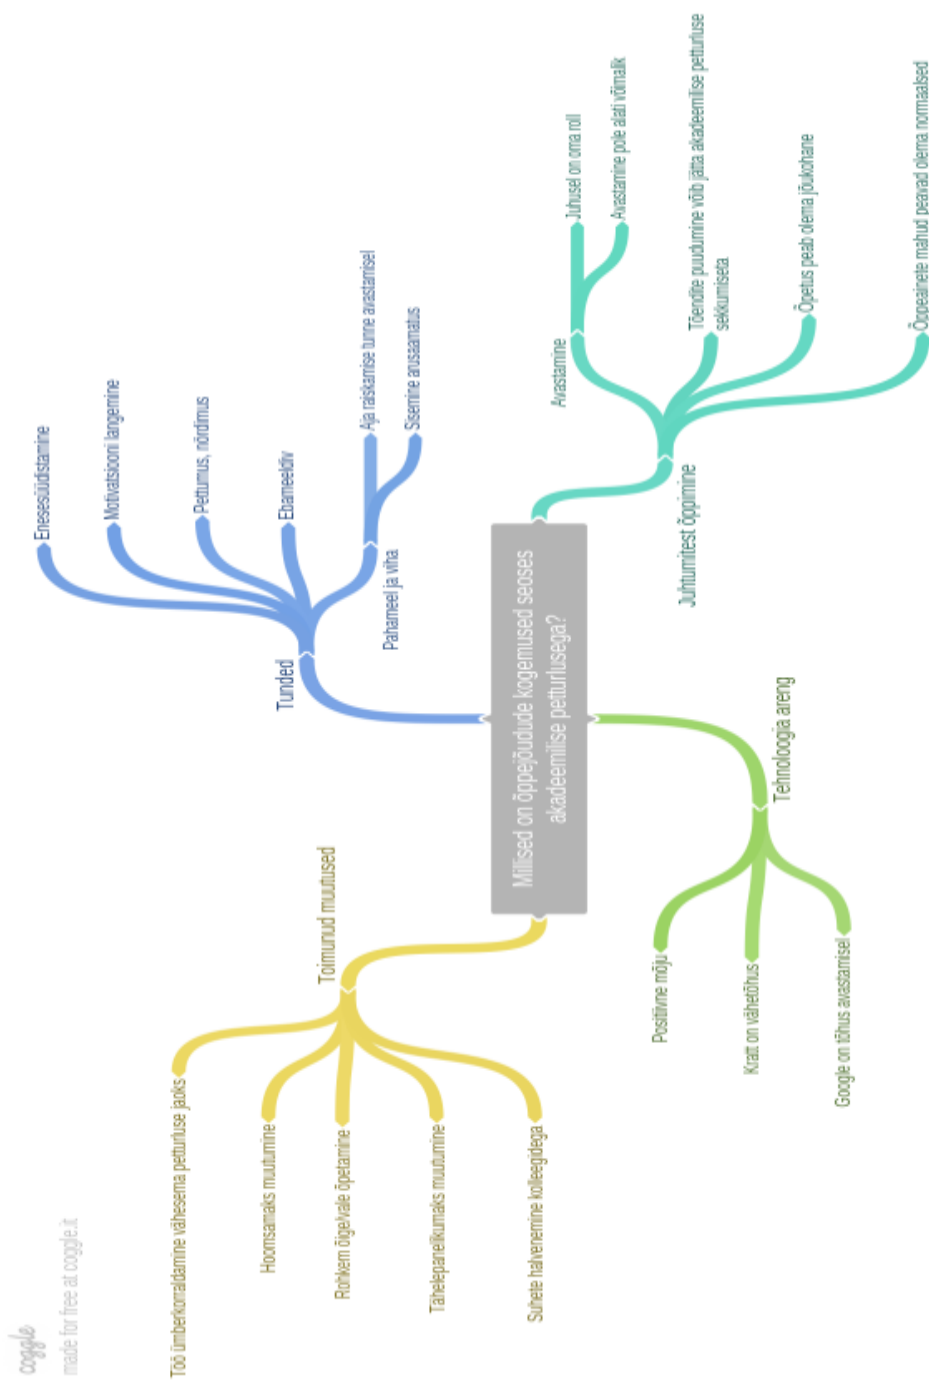 coggle
made for free at coggle.it
Millised on õppejõudude kogemused seoses
akadeemilise petturlusega?
Toimunud muutused
Töö ümberkorraldamine vähesema petturluse jaoks
Hoomsamaks muutumine
Rohkem õige/vale õpetamine
Tähelepanelikumaks muutumine
Suhete halvenemine kolleegidega
Tunded
Enesesüüdistamine
Motivatsiooni langemine
Pettumus, nördimus
Ebameeldiv
Pahameel ja viha
Aja raiskamise tunne avastamisel
Sisemine arusaamatus
Tehnoloogia areng
Positiivne mõju
Kratt on vähetõhus
Google on tõhus avastamisel
Juhtumitest õppimine
Avastamine
Juhusel on oma roll
Avastamine pole alati võimalik
Tõendite puudumine võib jätta akadeemilise petturluse
sekkumiseta
Õpetus peab olema jõukohane
Õppeainete mahud peavad olema normaalsed